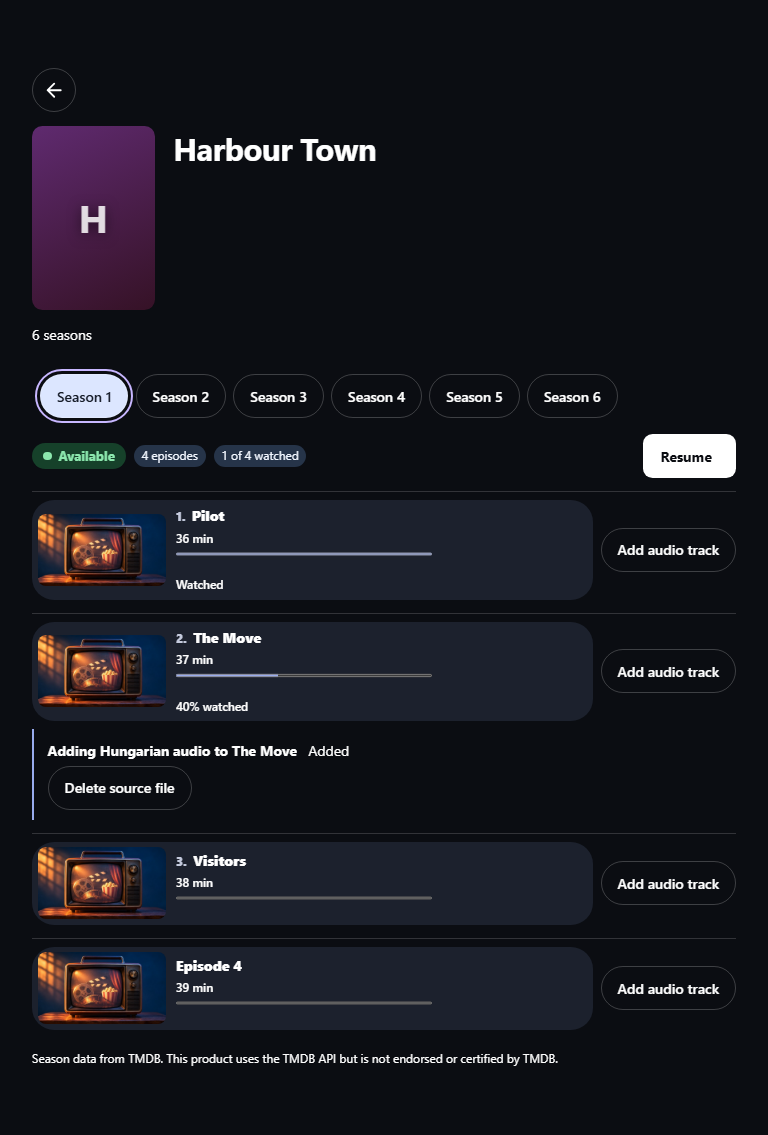 Harbour Town
H
6 seasons
Season 1 Season 2 Season 3 Season 4 Season 5 Season 6
Available 4 episodes 1 of 4 watched Resume
1. Pilot
36 min
Watched
Add audio track
2. The Move
37 min
40% watched
Add audio track
Adding Hungarian audio to The Move Added
Delete source file
3. Visitors
38 min
Add audio track
Episode 4
39 min
Add audio track
Season data from TMDB. This product uses the TMDB API but is not endorsed or certified by TMDB.